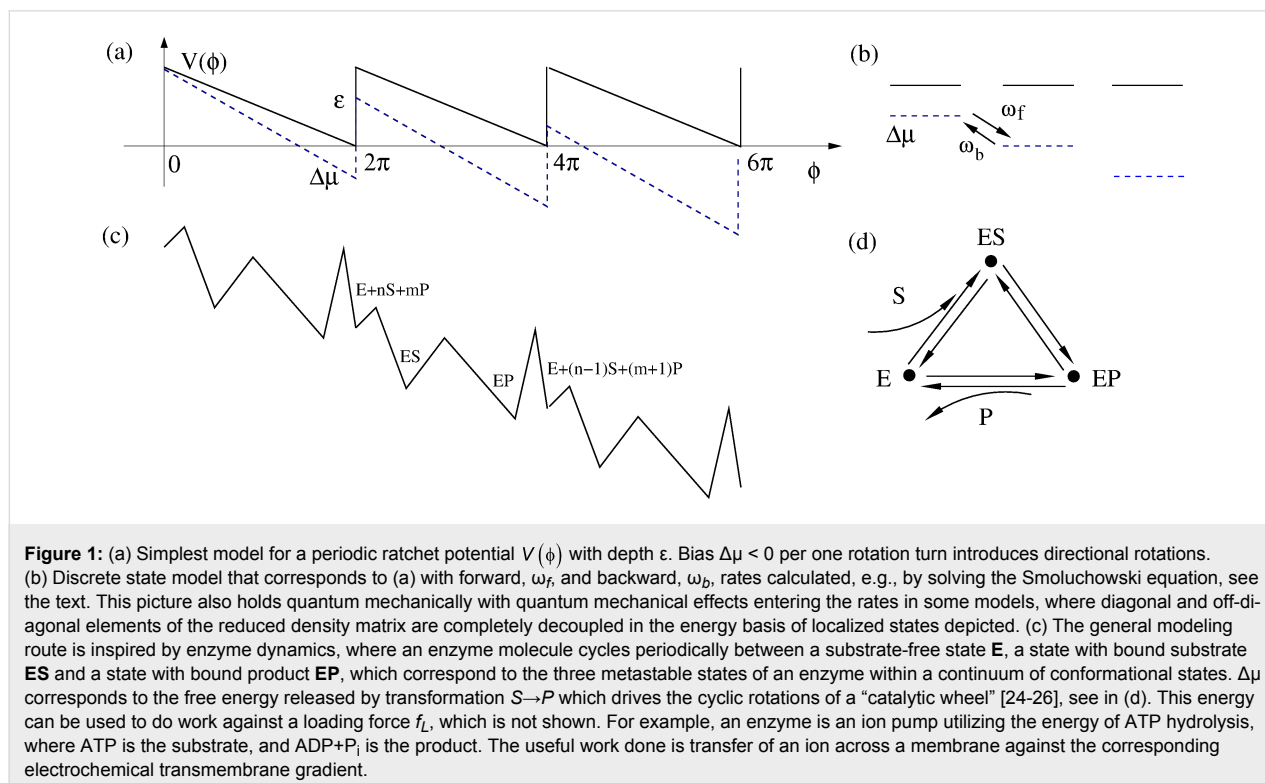 (a)
V(ϕ)
ε
0
Δμ
2π
4π
6π
ϕ
(b)
Δμ
ω_f
ω_b
(c)
E+nS+mP
ES
EP
E+(n−1)S+(m+1)P
(d)
ES
S
E
EP
P
Figure 1: (a) Simplest model for a periodic ratchet potential V(ϕ) with depth ε. Bias Δμ < 0 per one rotation turn introduces directional rotations.
(b) Discrete state model that corresponds to (a) with forward, ω_f, and backward, ω_b, rates calculated, e.g., by solving the Smoluchowski equation, see
the text. This picture also holds quantum mechanically with quantum mechanical effects entering the rates in some models, where diagonal and off-di-
agonal elements of the reduced density matrix are completely decoupled in the energy basis of localized states depicted. (c) The general modeling
route is inspired by enzyme dynamics, where an enzyme molecule cycles periodically between a substrate-free state E, a state with bound substrate
ES and a state with bound product EP, which correspond to the three metastable states of an enzyme within a continuum of conformational states. Δμ
corresponds to the free energy released by transformation S→P which drives the cyclic rotations of a “catalytic wheel” [24-26], see in (d). This energy
can be used to do work against a loading force f_L, which is not shown. For example, an enzyme is an ion pump utilizing the energy of ATP hydrolysis,
where ATP is the substrate, and ADP+P_i is the product. The useful work done is transfer of an ion across a membrane against the corresponding
electrochemical transmembrane gradient.